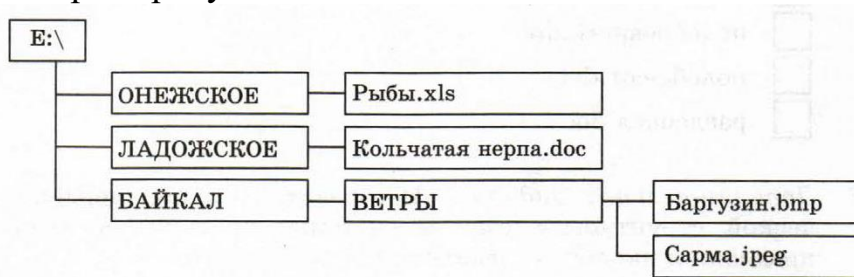 E:\
ОНЕЖСКОЕ Рыбы.xls
ЛАДОЖСКОЕ Кольчатая нерпа.doc
БАЙКАЛ ВЕТРЫ Баргузин.bmp
Сарма.jpeg